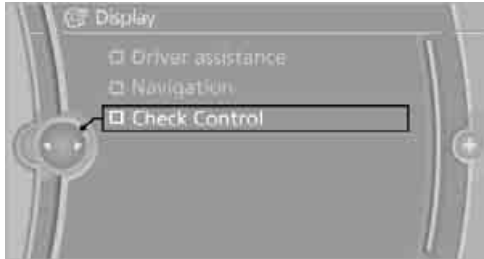 Display
Driver assistance
Navigation
Check Control